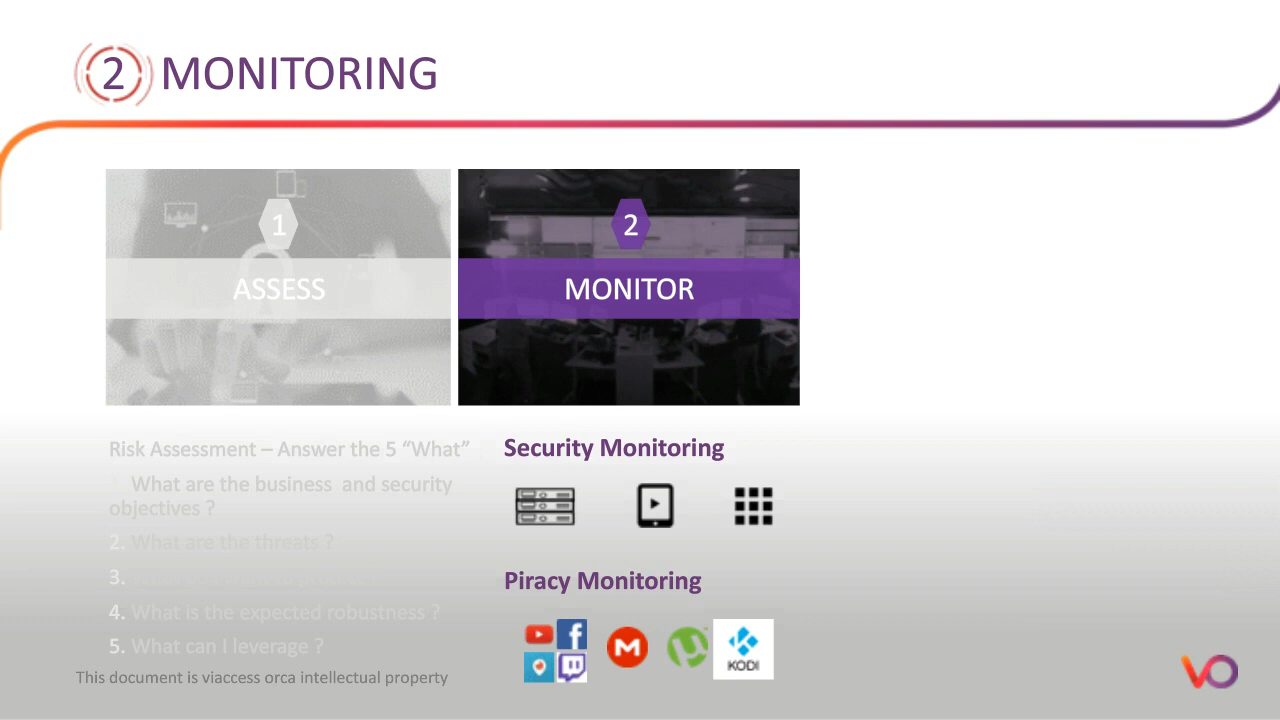 2 MONITORING
1
ASSESS
2
MONITOR
Risk Assessment – Answer the 5 “What”
What are the business and security
objectives ?
2. What are the threats ?
3.
4. What is the expected robustness ?
5. What can I leverage ?
Security Monitoring
Piracy Monitoring
KODI
This document is viaccess orca intellectual property
VO